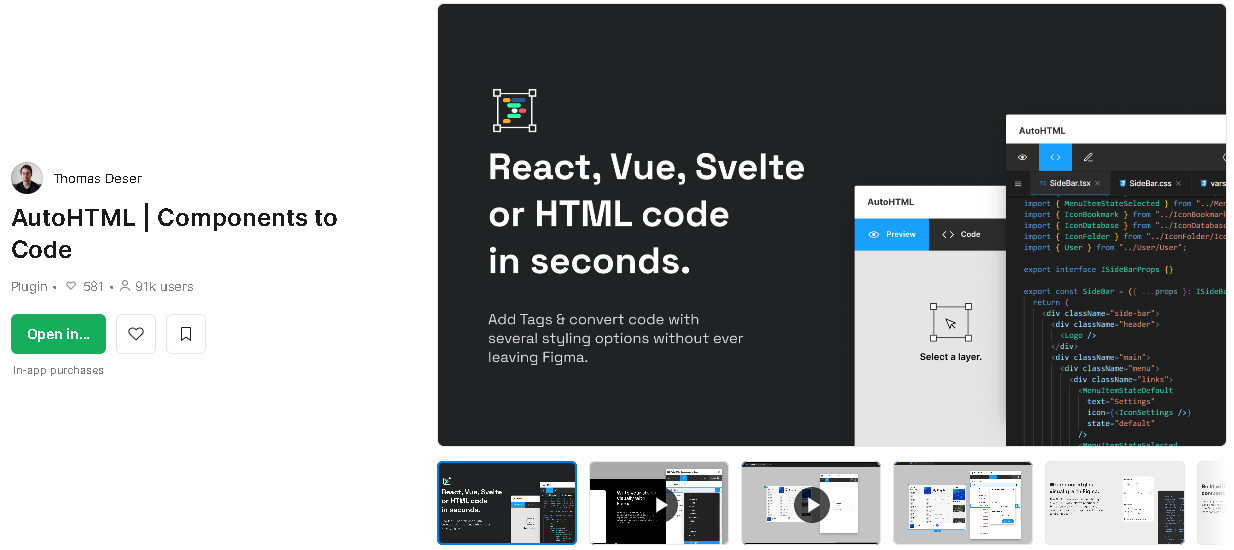 Thomas Deser
AutoHTML | Components to
Code
Plugin • 581 • 91k users
Open in...
In-app purchases
React, Vue, Svelte
or HTML code
in seconds.
Add Tags & convert code with
several styling options without ever
leaving Figma.
AutoHTML
Preview
Code
Select a layer.
AutoHTML
SideBar.tsx
SideBar.css
vars
import { MenuItemStateSelected } from "../Me
import { IconBookmark } from "../IconBookmark
import { IconDatabase } from "../IconDatabase
import { IconFolder } from "../IconFolder/Ico
import { User } from "../User/User";
export interface ISideBarProps {}
export const SideBar = ({ ...props }: ISideBa
return (
<div className="side-bar">
<div className="header">
<Logo />
</div>
<div className="main">
<div className="menu">
<div className="links">
<MenuItemStateDefault
text="Settings"
icon={<IconSettings />}
state="default"
/>
<MenuItemStateSelected
React, Vue, Svelte
or HTML code
in seconds.